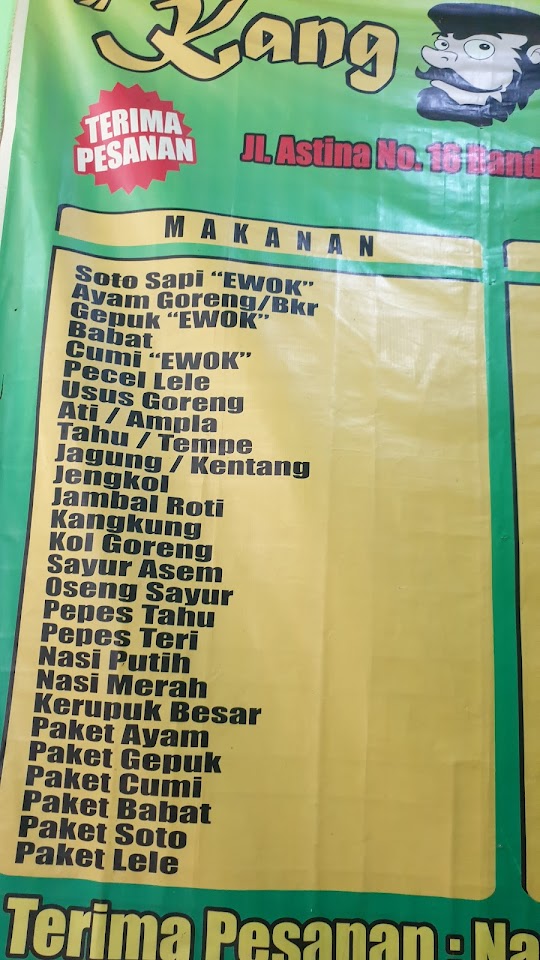 Kang
TERIMA
PESANAN
Jl. Astina No. 18
MAKANAN
Soto Sapi “EWOK”
Ayam Goreng/Bkr
Gepuk “EWOK”
Babat
Cumi “EWOK”
Pecel Lele
Usus Goreng
Ati / Ampla
Tahu / Tempe
Jagung / Kentang
Jengkol
Jambal Roti
Kangkung
Kol Goreng
Sayur Asem
Oseng Sayur
Pepes Tahu
Pepes Teri
Nasi Putih
Nasi Merah
Kerupuk Besar
Paket Ayam
Paket Gepuk
Paket Cumi
Paket Babat
Paket Soto
Paket Lele
Terima Pesanan : Na